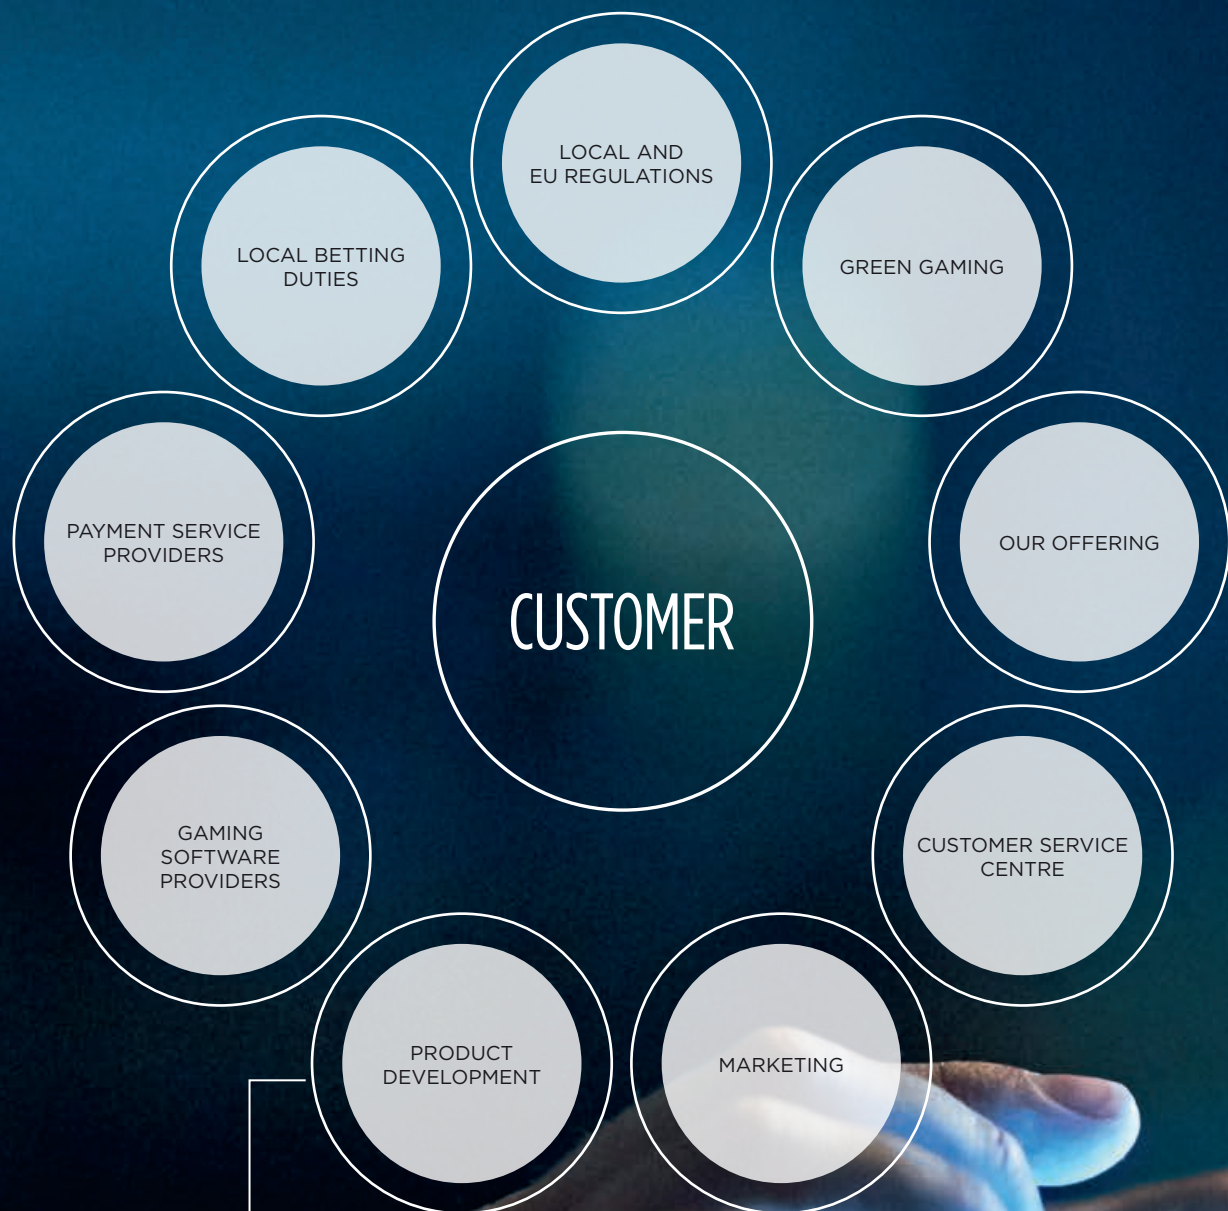 LOCAL AND
EU REGULATIONS
LOCAL BETTING
DUTIES
GREEN GAMING
PAYMENT SERVICE
PROVIDERS
OUR OFFERING
CUSTOMER
GAMING
SOFTWARE
PROVIDERS
CUSTOMER SERVICE
CENTRE
PRODUCT
DEVELOPMENT
MARKETING